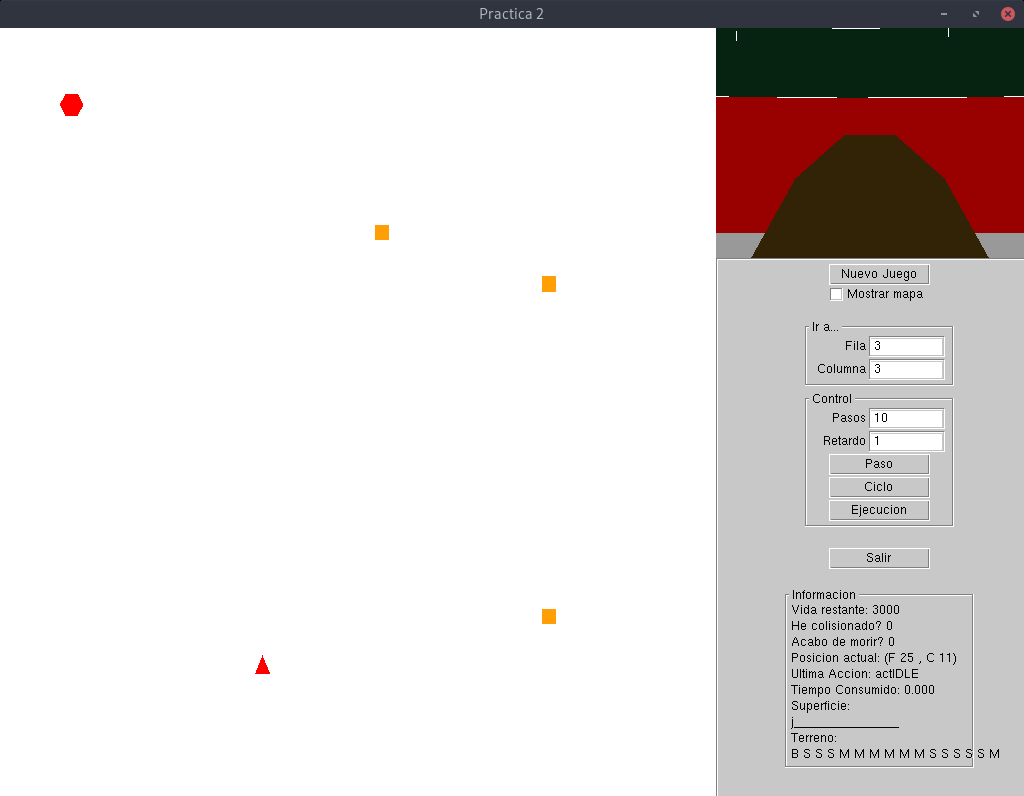 Practica 2
Nuevo Juego
Mostrar mapa
Ir a...
Fila 3
Columna 3
Control
Pasos 10
Retardo 1
Paso
Ciclo
Ejecucion
Salir
Informacion
Vida restante: 3000
He colisionado? 0
Acabo de morir? 0
Posicion actual: (F 25 , C 11)
Ultima Accion: actIDLE
Tiempo Consumido: 0.000
Superficie:
j_______________
Terreno:
B S S S M M M M M M S S S S S M